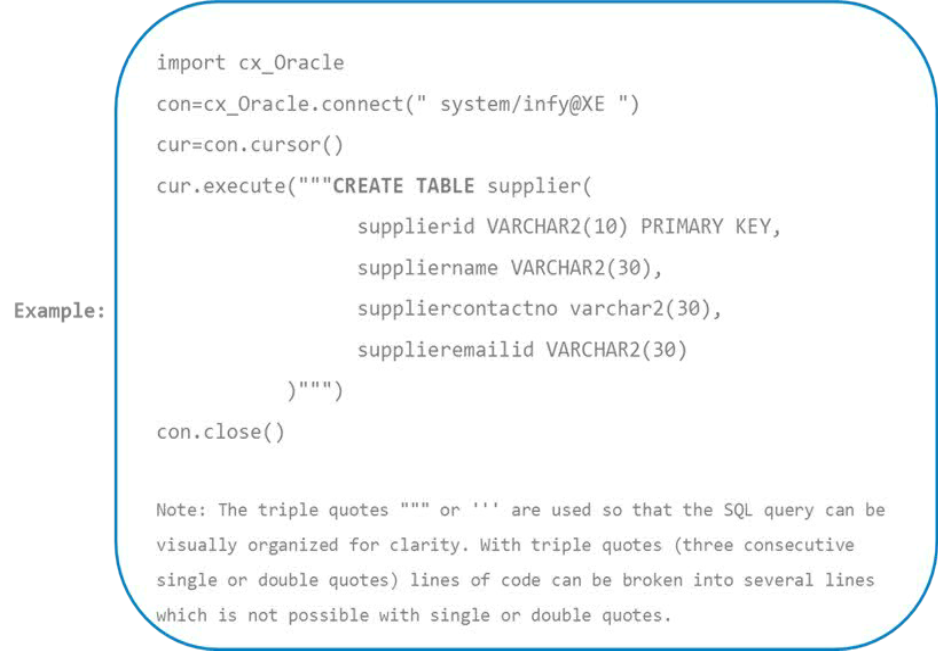 import cx_Oracle
con=cx_Oracle.connect(" system/infy@XE ")
cur=con.cursor()
cur.execute("""CREATE TABLE supplier(
supplierid VARCHAR2(10) PRIMARY KEY,
suppliername VARCHAR2(30),
Example:
suppliercontactno varchar2(30),
supplieremailid VARCHAR2(30)
)""")
con.close()
Note: The triple quotes """ or ''' are used so that the SQL query can be
visually organized for clarity. With triple quotes (three consecutive
single or double quotes) lines of code can be broken into several lines
which is not possible with single or double quotes.